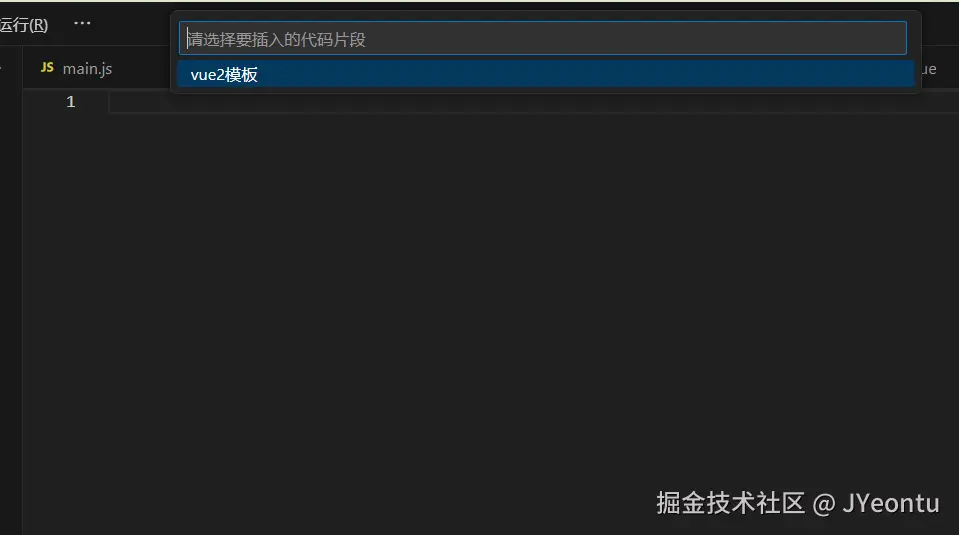 运行(R) ···
请选择要插入的代码片段
vue2模板
JS main.js
ue
1
掘金技术社区 @ JYeontu